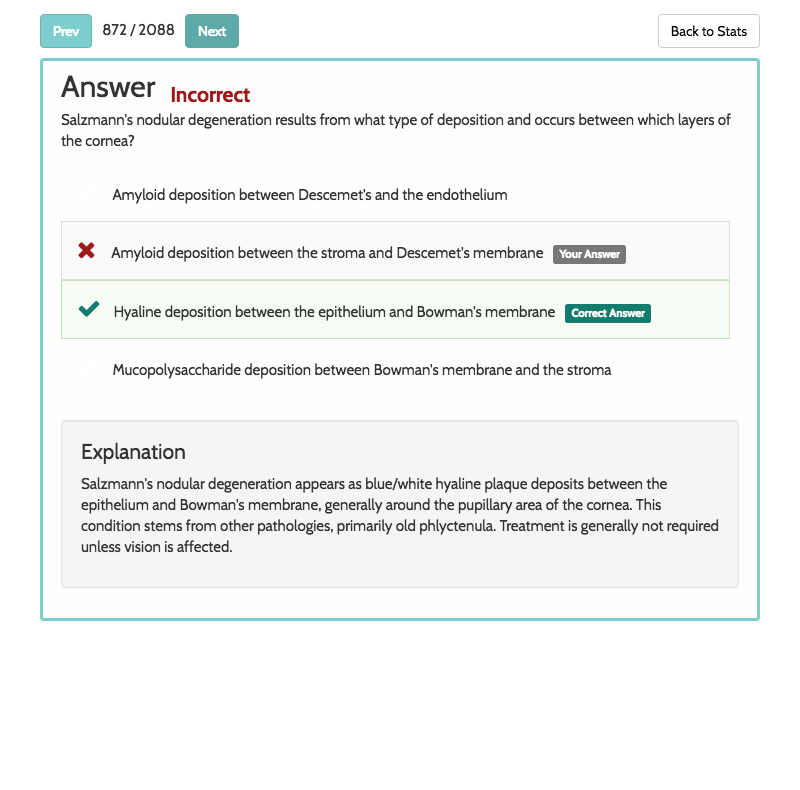 Prev 872 / 2088 Next Back to Stats
Answer Incorrect
Salzmann's nodular degeneration results from what type of deposition and occurs between which layers of
the cornea?
Amyloid deposition between Descemet's and the endothelium
Amyloid deposition between the stroma and Descemet's membrane Your Answer
Hyaline deposition between the epithelium and Bowman's membrane Correct Answer
Mucopolysaccharide deposition between Bowman's membrane and the stroma
Explanation
Salzmann's nodular degeneration appears as blue/white hyaline plaque deposits between the
epithelium and Bowman's membrane, generally around the pupillary area of the cornea. This
condition stems from other pathologies, primarily old phlyctenula. Treatment is generally not required
unless vision is affected.